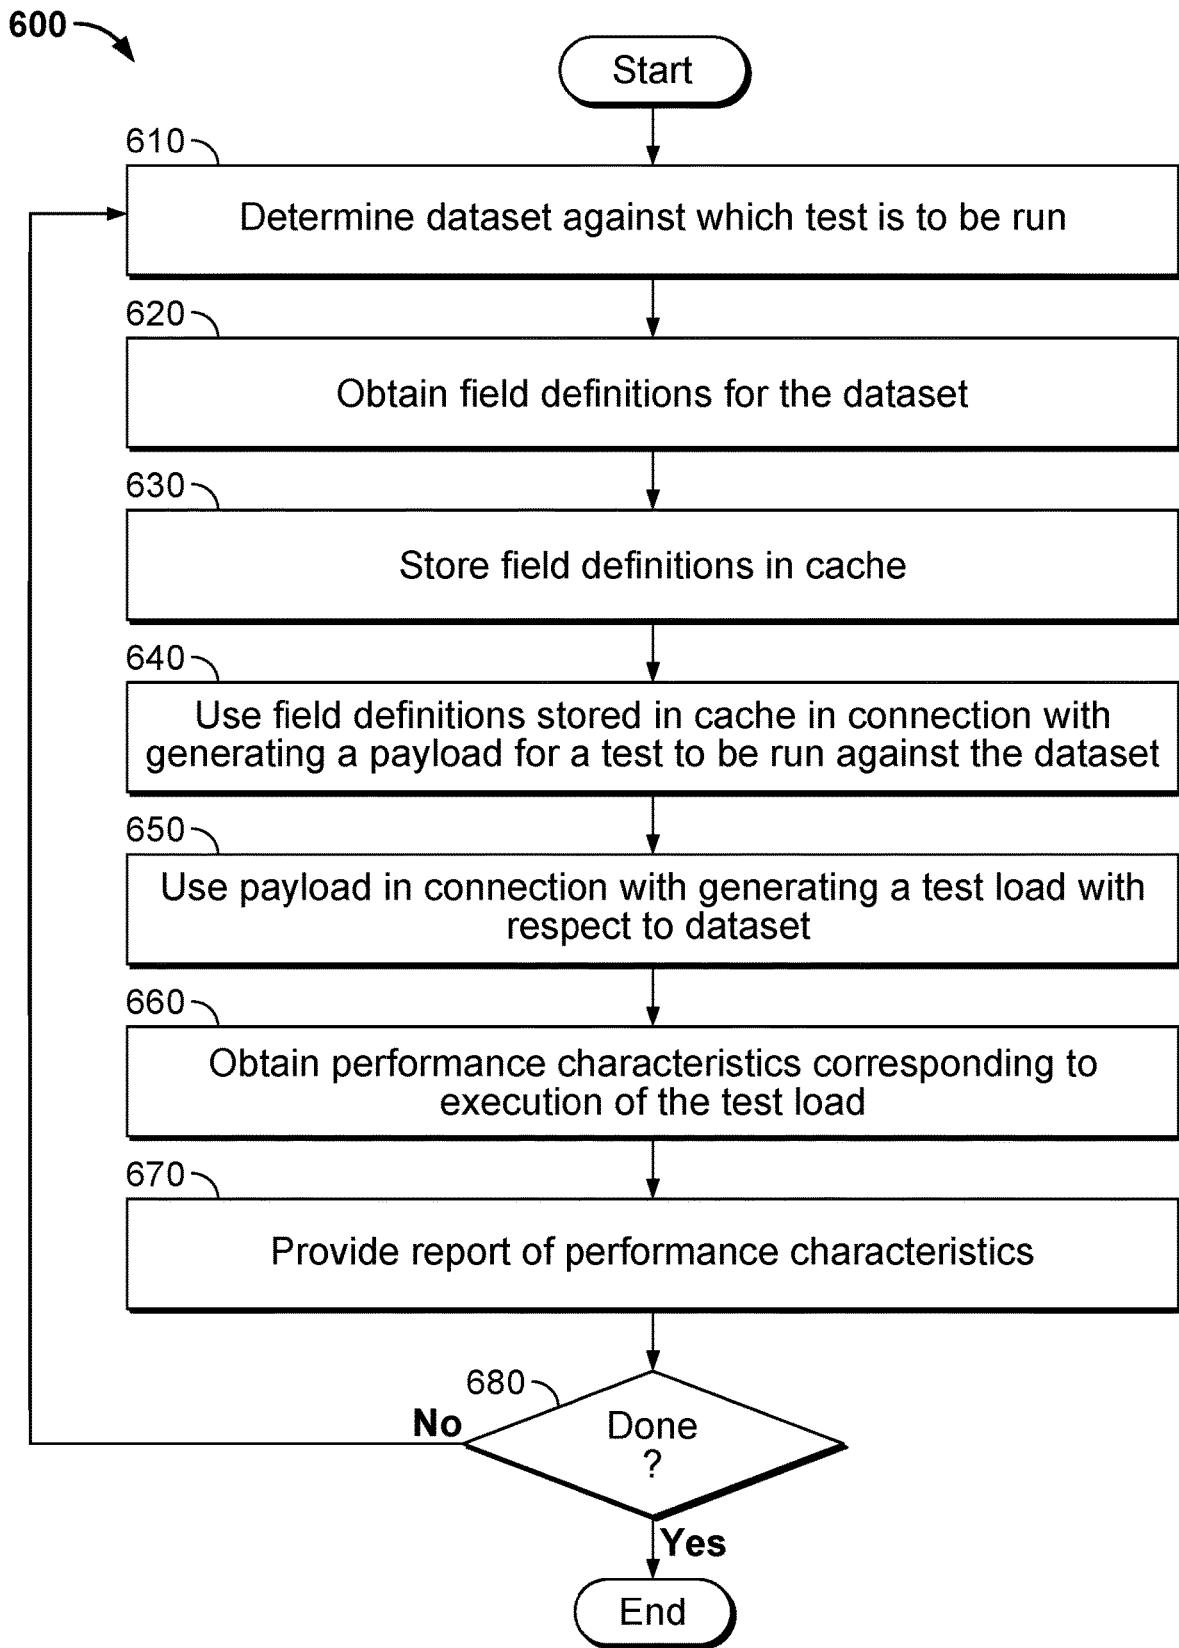 600
Start
610
Determine dataset against which test is to be run
620
Obtain field definitions for the dataset
630
Store field definitions in cache
640
Use field definitions stored in cache in connection with
generating a payload for a test to be run against the dataset
650
Use payload in connection with generating a test load with
respect to dataset
660
Obtain performance characteristics corresponding to
execution of the test load
670
Provide report of performance characteristics
680
No
Done
?
Yes
End